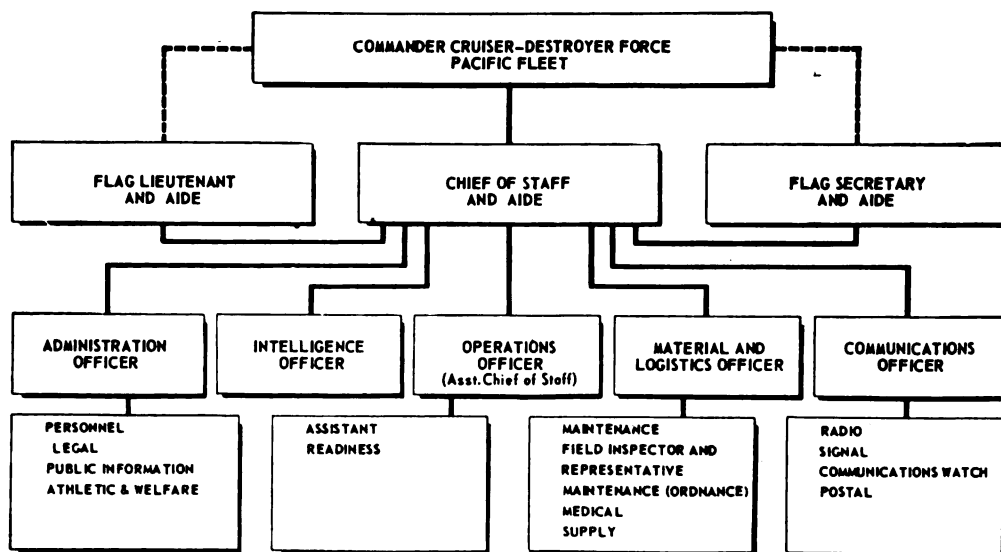 COMMANDER CRUISER-DESTROYER FORCE
PACIFIC FLEET
FLAG LIEUTENANT
AND AIDE
CHIEF OF STAFF
AND AIDE
FLAG SECRETARY
AND AIDE
ADMINISTRATION
OFFICER
INTELLIGENCE
OFFICER
OPERATIONS
OFFICER
(Asst. Chief of Staff)
MATERIAL AND
LOGISTICS OFFICER
COMMUNICATIONS
OFFICER
PERSONNEL
LEGAL
PUBLIC INFORMATION
ATHLETIC & WELFARE
ASSISTANT
READINESS
MAINTENANCE
FIELD INSPECTOR AND
REPRESENTATIVE
MAINTENANCE (ORDNANCE)
MEDICAL
SUPPLY
RADIO
SIGNAL
COMMUNICATIONS WATCH
POSTAL